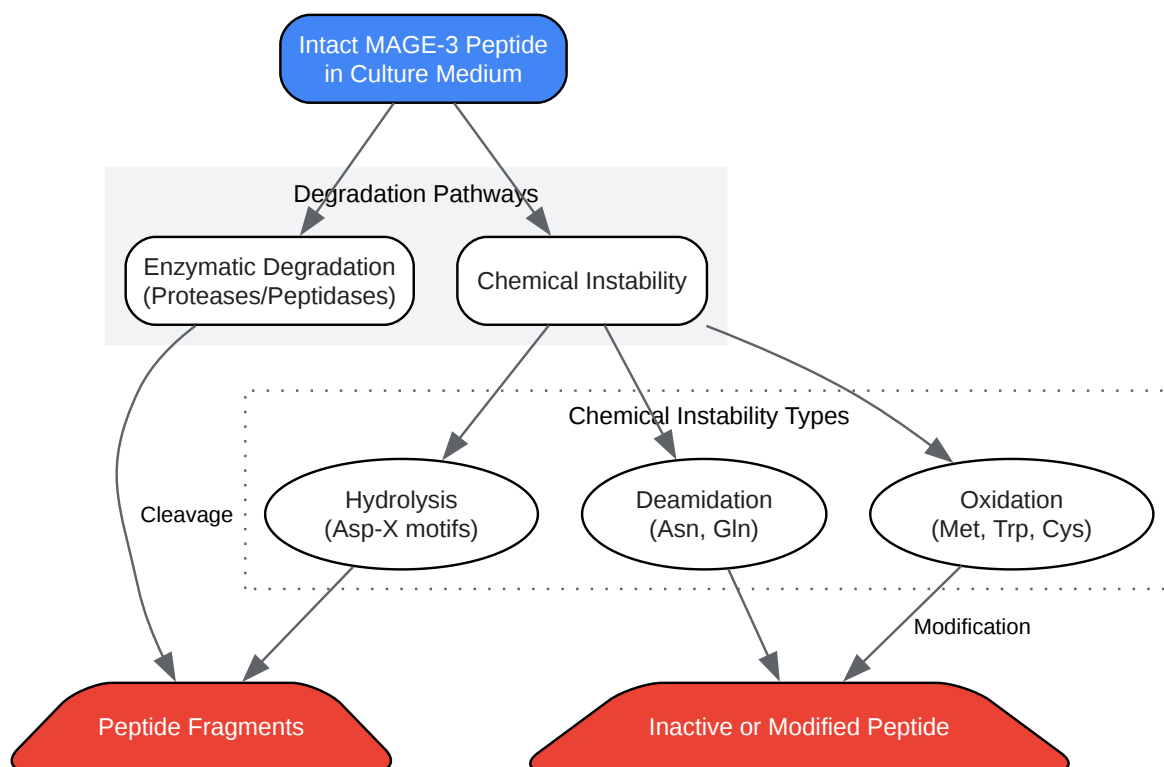 Intact MAGE-3 Peptide
in Culture Medium
Degradation Pathways
Enzymatic Degradation
(Proteases/Peptidases)
Chemical Instability
Chemical Instability Types
Cleavage
Hydrolysis
(Asp-X motifs)
Deamidation
(Asn, Gln)
Oxidation
(Met, Trp, Cys)
Modification
Peptide Fragments
Inactive or Modified Peptide